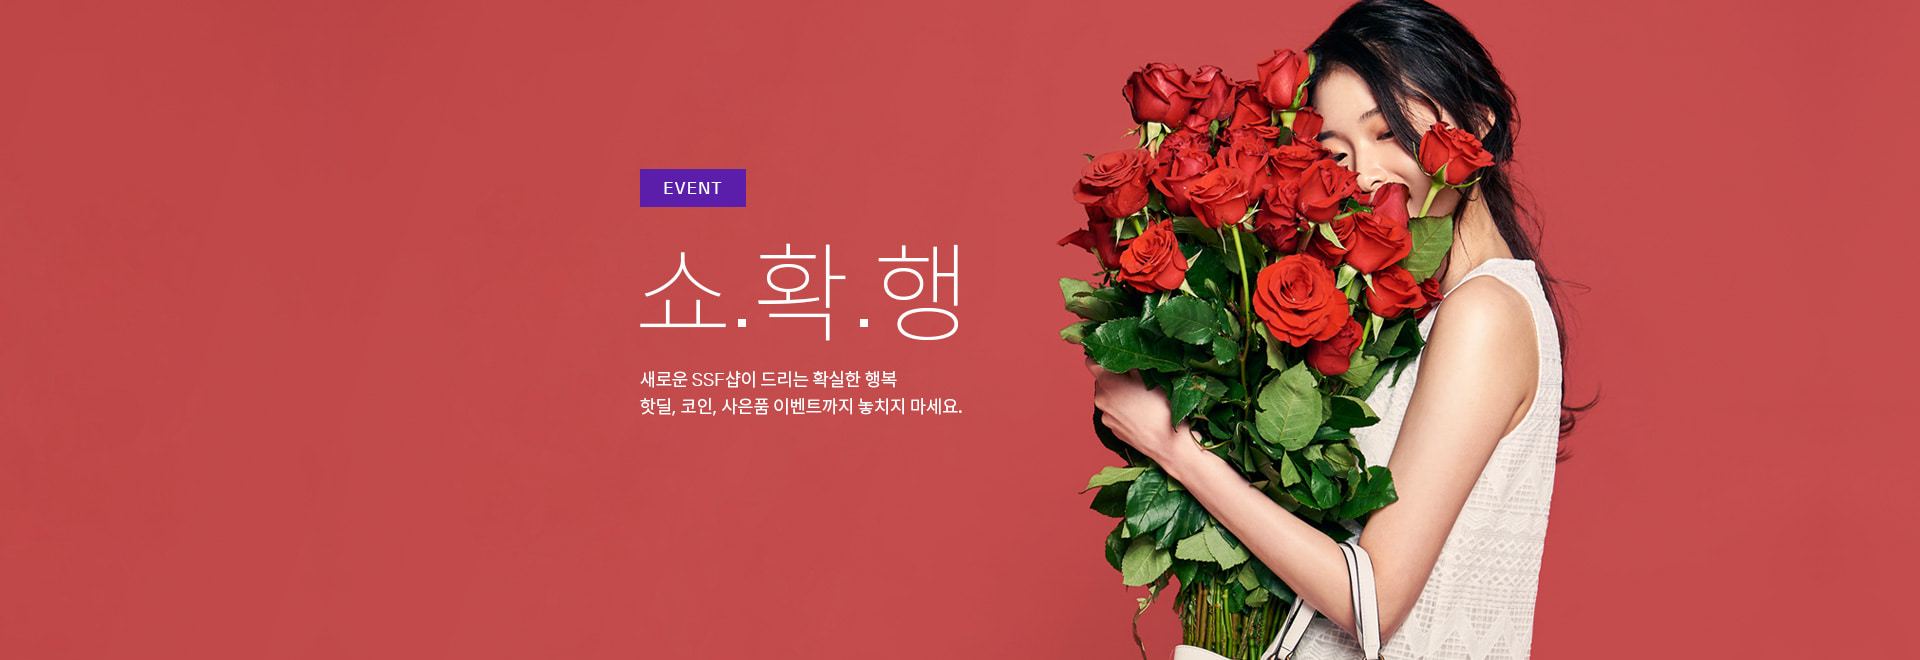 EVENT
쇼.확.행
새로운 SSF샵이 드리는 확실한 행복
핫딜, 코인, 사은품 이벤트까지 놓치지 마세요.